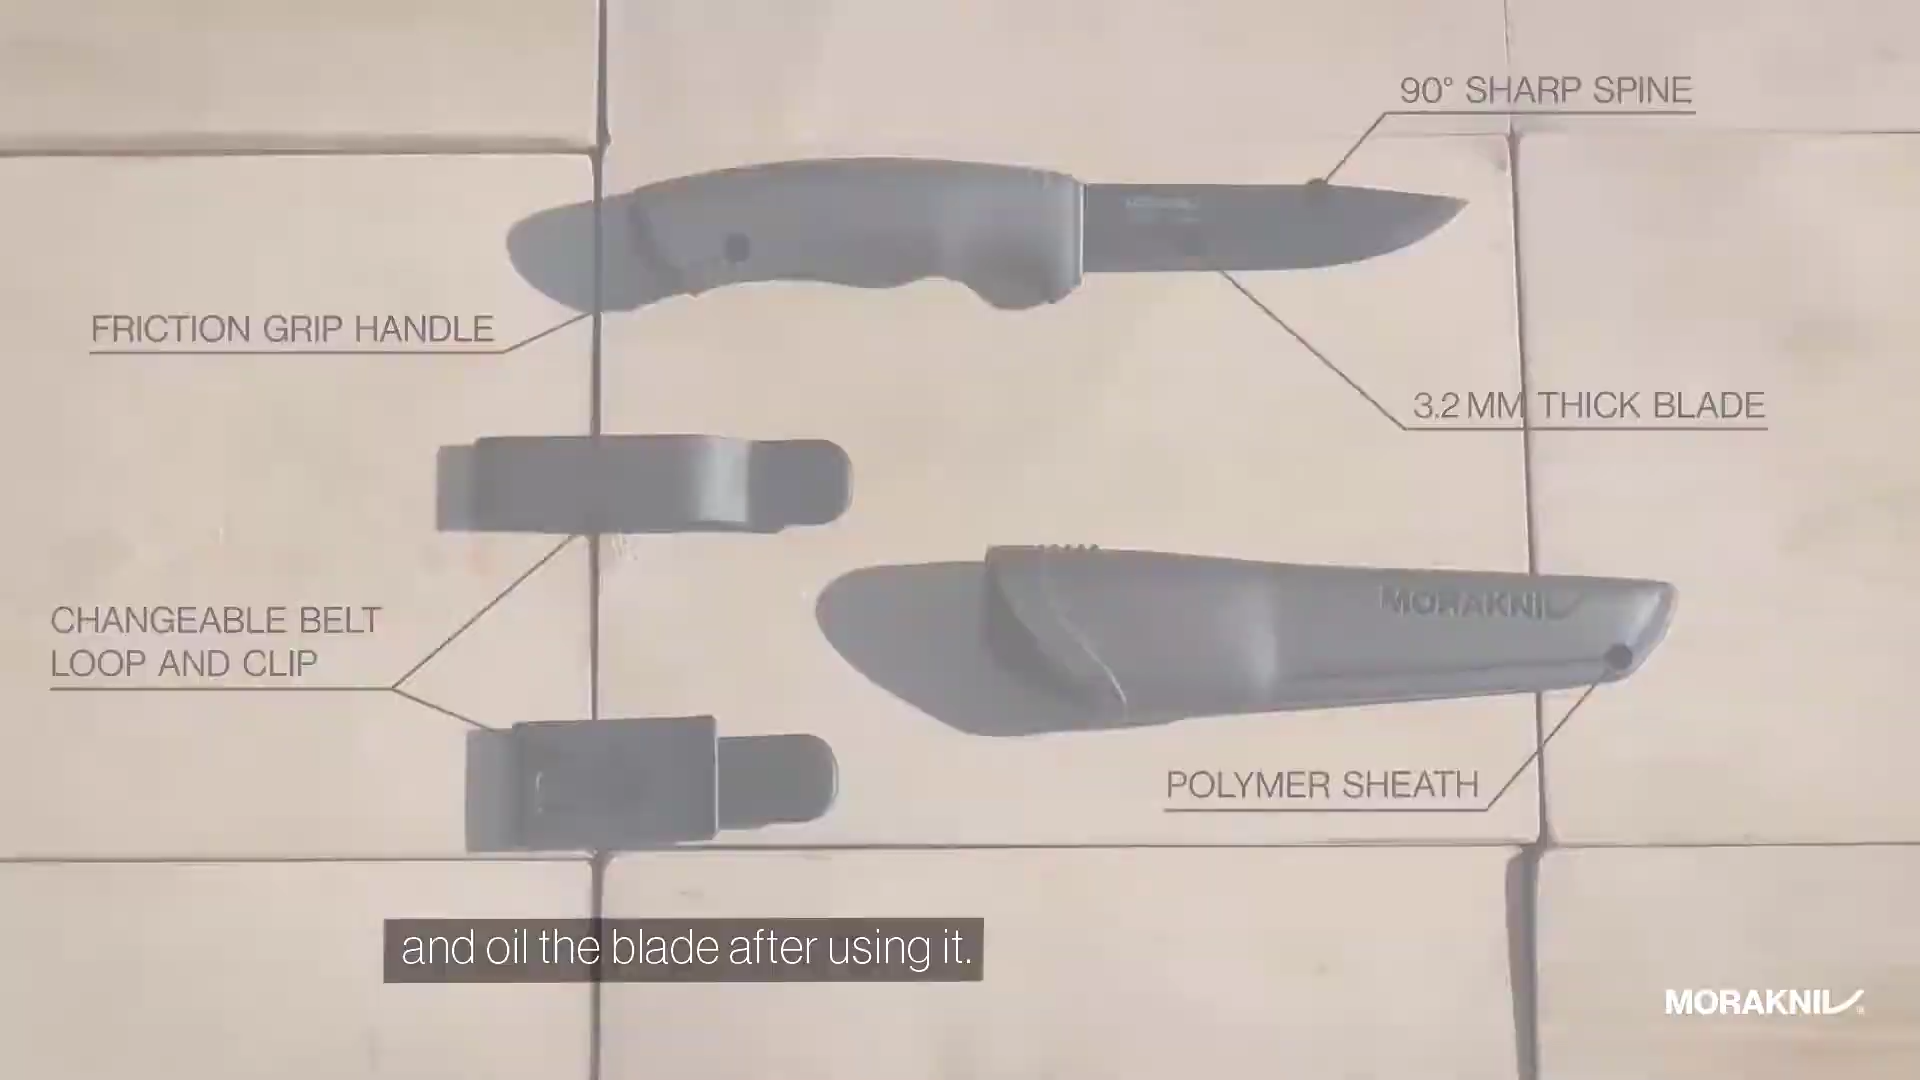 90° SHARP SPINE
FRICTION GRIP HANDLE
3.2 MM THICK BLADE
MORAKNIV
CHANGEABLE BELT
LOOP AND CLIP
POLYMER SHEATH
and oil the blade after using it.
MORAKNIV